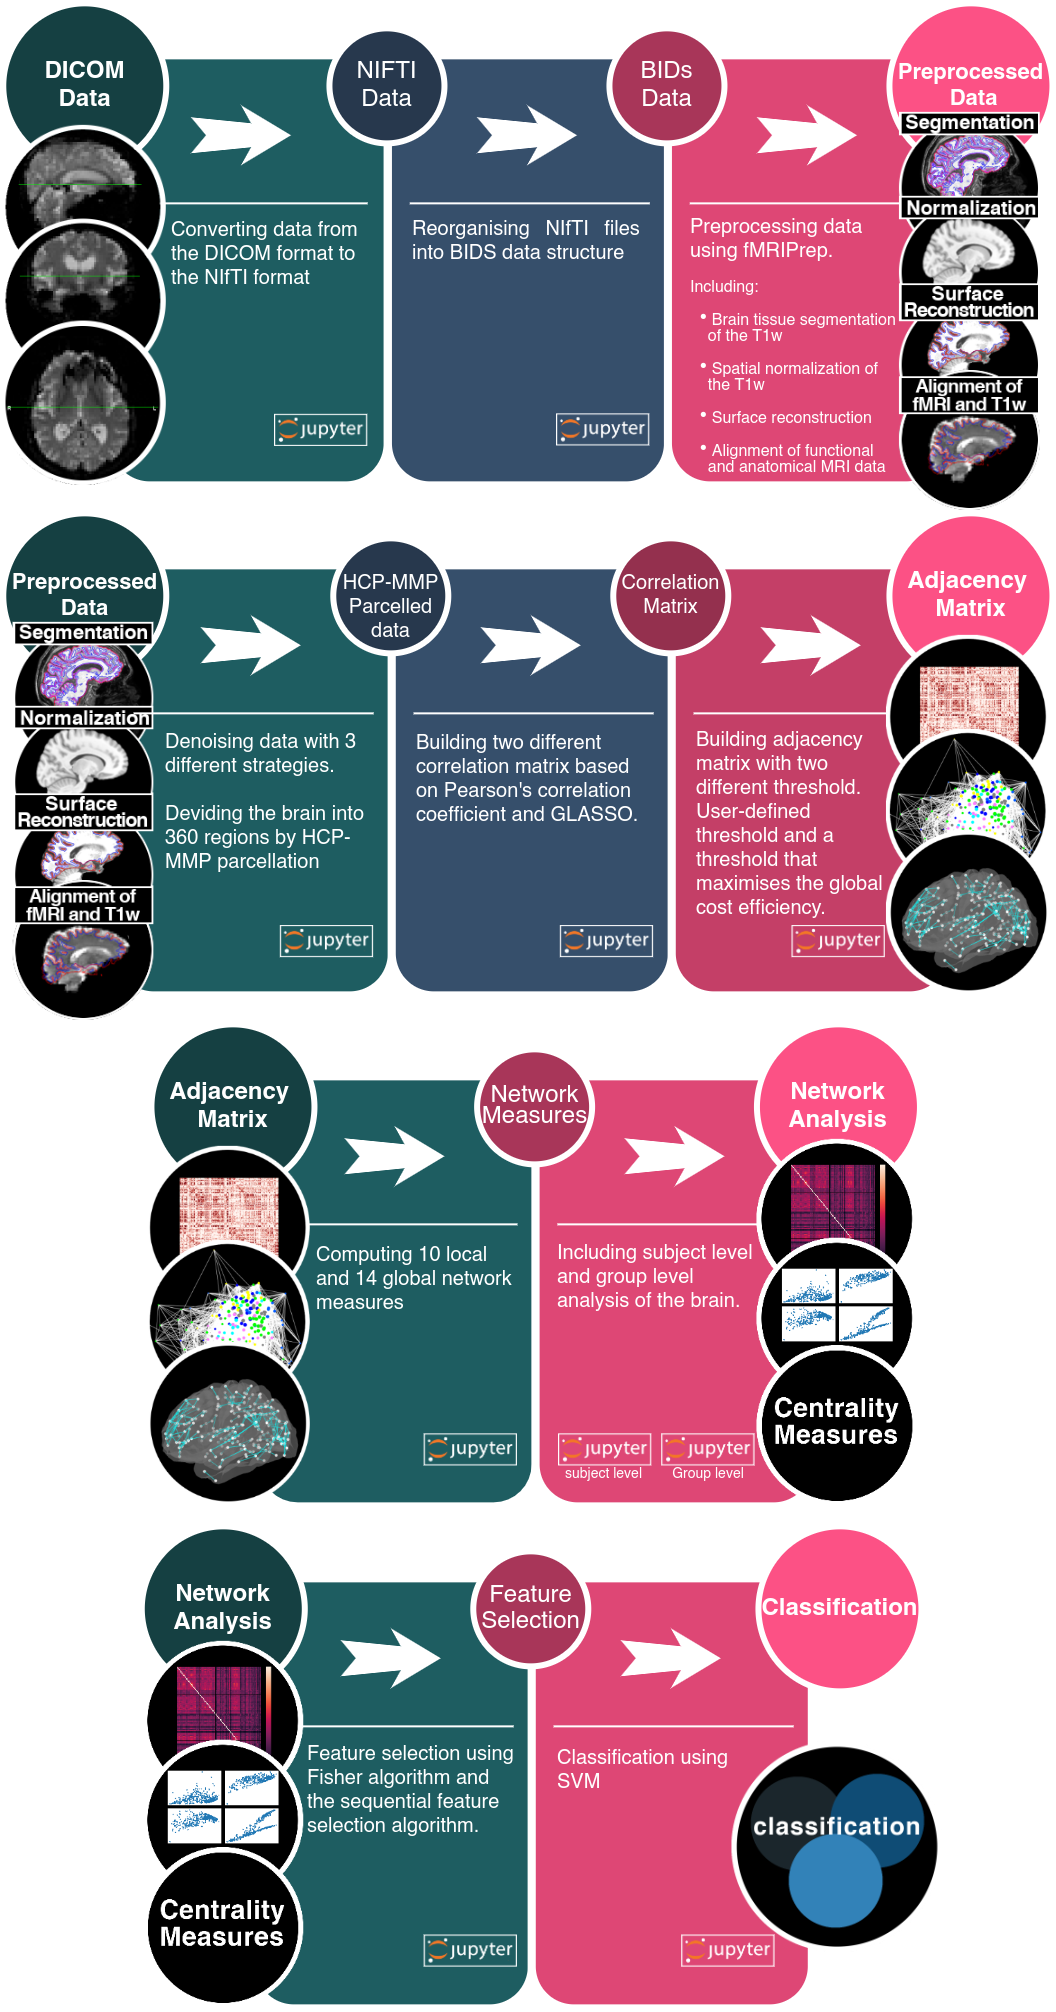 DICOM
Data
NIFTI
Data
BIDs
Data
Preprocessed
Data
Segmentation
Normalization
Surface
Reconstruction
Alignment of
fMRI and T1w
Converting data from
the DICOM format to
the NIfTI format
jupyter
Reorganising NIfTI files
into BIDS data structure
jupyter
Preprocessing data
using fMRIPrep.
Including:
• Brain tissue segmentation
of the T1w
• Spatial normalization of
the T1w
• Surface reconstruction
• Alignment of functional
and anatomical MRI data
Preprocessed
Data
Segmentation
Normalization
Surface
Reconstruction
Alignment of
fMRI and T1w
HCP-MMP
Parcelled
data
Correlation
Matrix
Adjacency
Matrix
Denoising data with 3
different strategies.
Deviding the brain into
360 regions by HCP-
MMP parcellation
jupyter
Building two different
correlation matrix based
on Pearson's correlation
coefficient and GLASSO.
jupyter
Building adjacency
matrix with two
different threshold.
User-defined
threshold and a
threshold that
maximises the global
cost efficiency.
jupyter
Adjacency
Matrix
Network
Measures
Network
Analysis
Computing 10 local
and 14 global network
measures
jupyter
Including subject level
and group level
analysis of the brain.
jupyter
subject level
jupyter
Group level
Centrality
Measures
Network
Analysis
Centrality
Measures
Feature
Selection
Classification
Feature selection using
Fisher algorithm and
the sequential feature
selection algorithm.
jupyter
Classification using
SVM
jupyter
classification